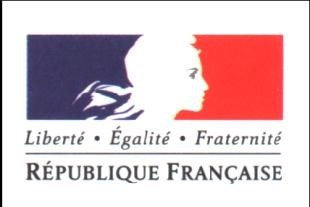 Liberté • Égalité • Fraternité
RÉPUBLIQUE FRANÇAISE